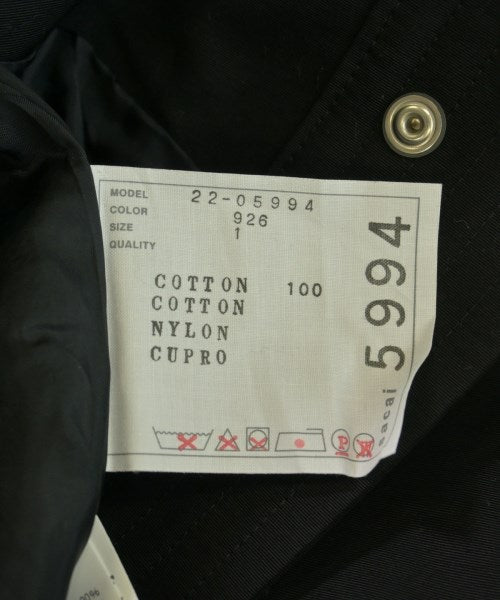 MODEL 22-05994
COLOR 926
SIZE 1
QUALITY
COTTON 100
COTTON
NYLON
CUPRO
sacai 5994
P
W